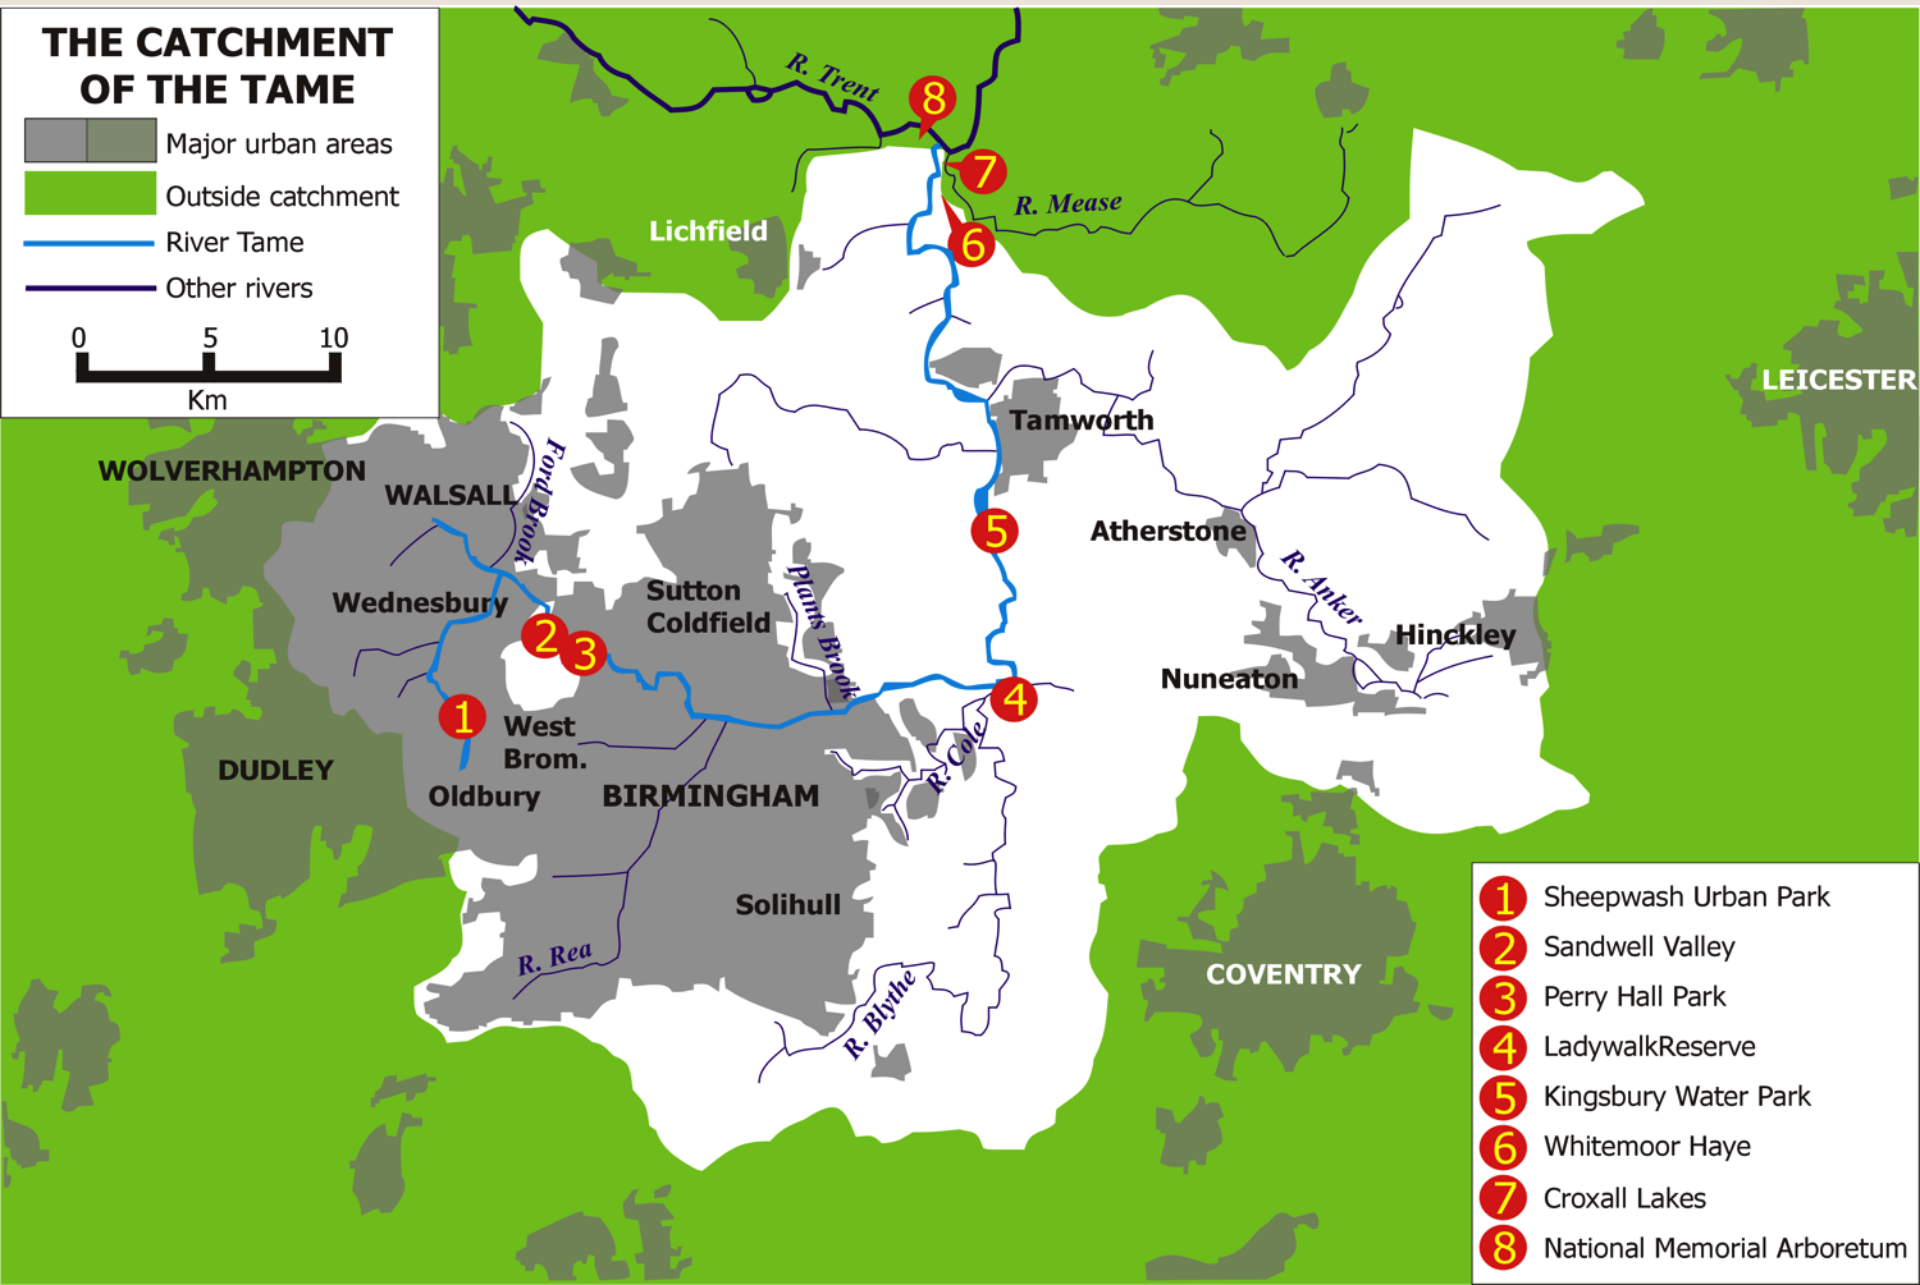 THE CATCHMENT
OF THE TAME
Major urban areas
Outside catchment
River Tame
Other rivers
0 5 10
Km
R. Trent
8
7
R. Mease
Lichfield
6
LEICESTER
Tamworth
WOLVERHAMPTON
WALSALL
Ford Brook
5
Atherstone
R. Anker
Wednesbury
Sutton
Coldfield
Plants Brook
2
3
Hinckley
Nuneaton
4
1
West
Brom.
R. Cole
DUDLEY
Oldbury
BIRMINGHAM
Solihull
R. Rea
R. Blythe
COVENTRY
1 Sheepwash Urban Park
2 Sandwell Valley
3 Perry Hall Park
4 LadywalkReserve
5 Kingsbury Water Park
6 Whitemoor Haye
7 Croxall Lakes
8 National Memorial Arboretum